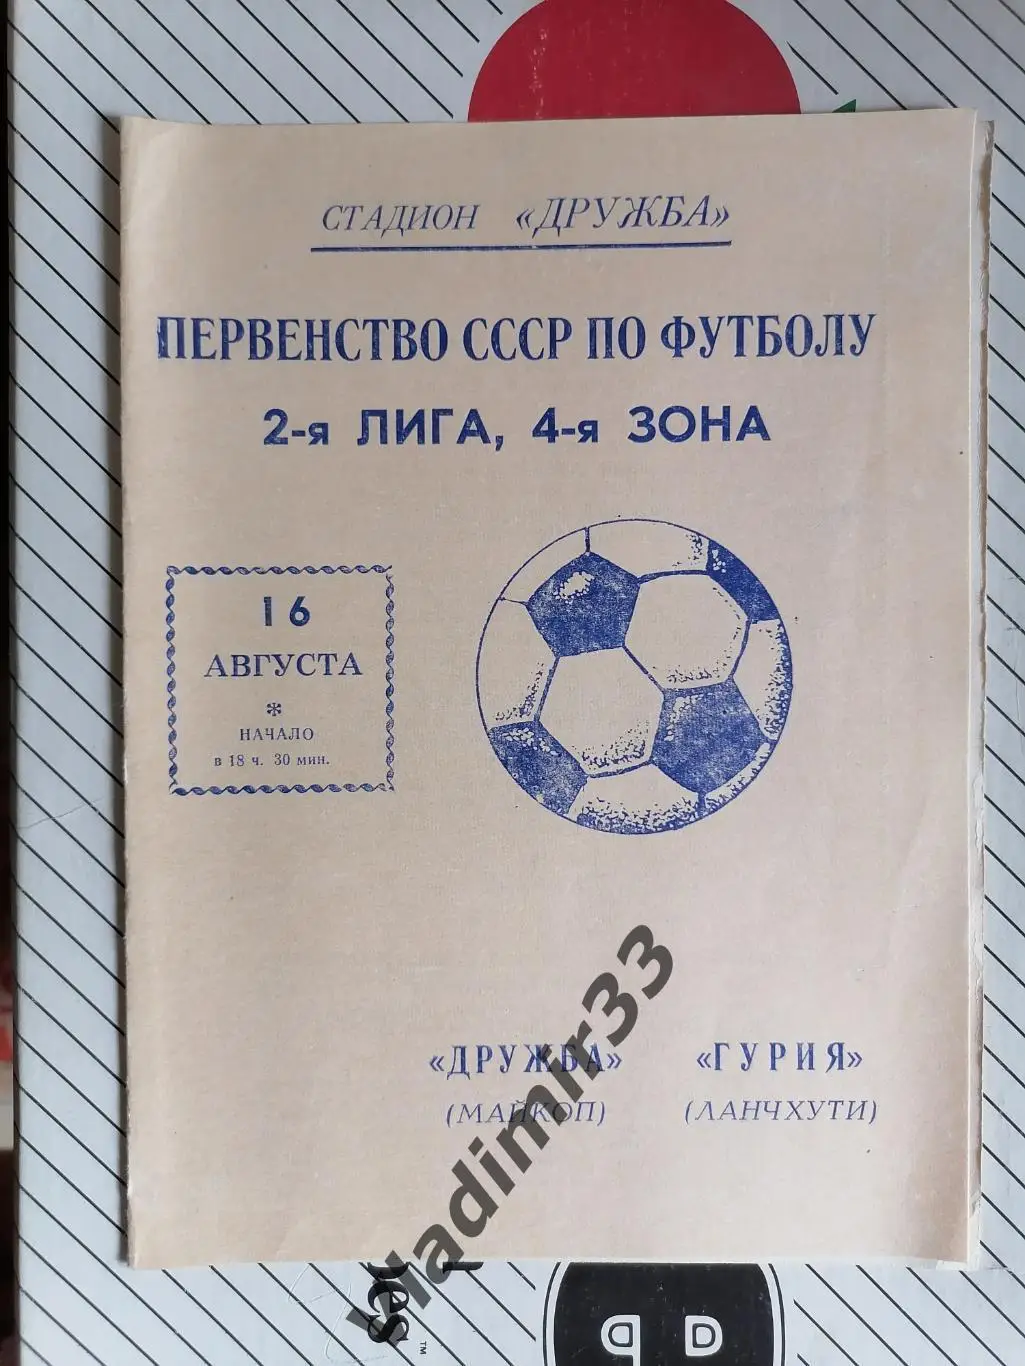 СТАДИОН «ДРУЖБА»
ПЕРВЕНСТВО СССР ПО ФУТБОЛУ
2-я ЛИГА, 4-я ЗОНА
16
АВГУСТА
*
НАЧАЛО
в 18 ч. 30 мин.
«ДРУЖБА» «ГУРИЯ»
(МАЙКОП) (ЛАНЧХУТИ)
vladimir33